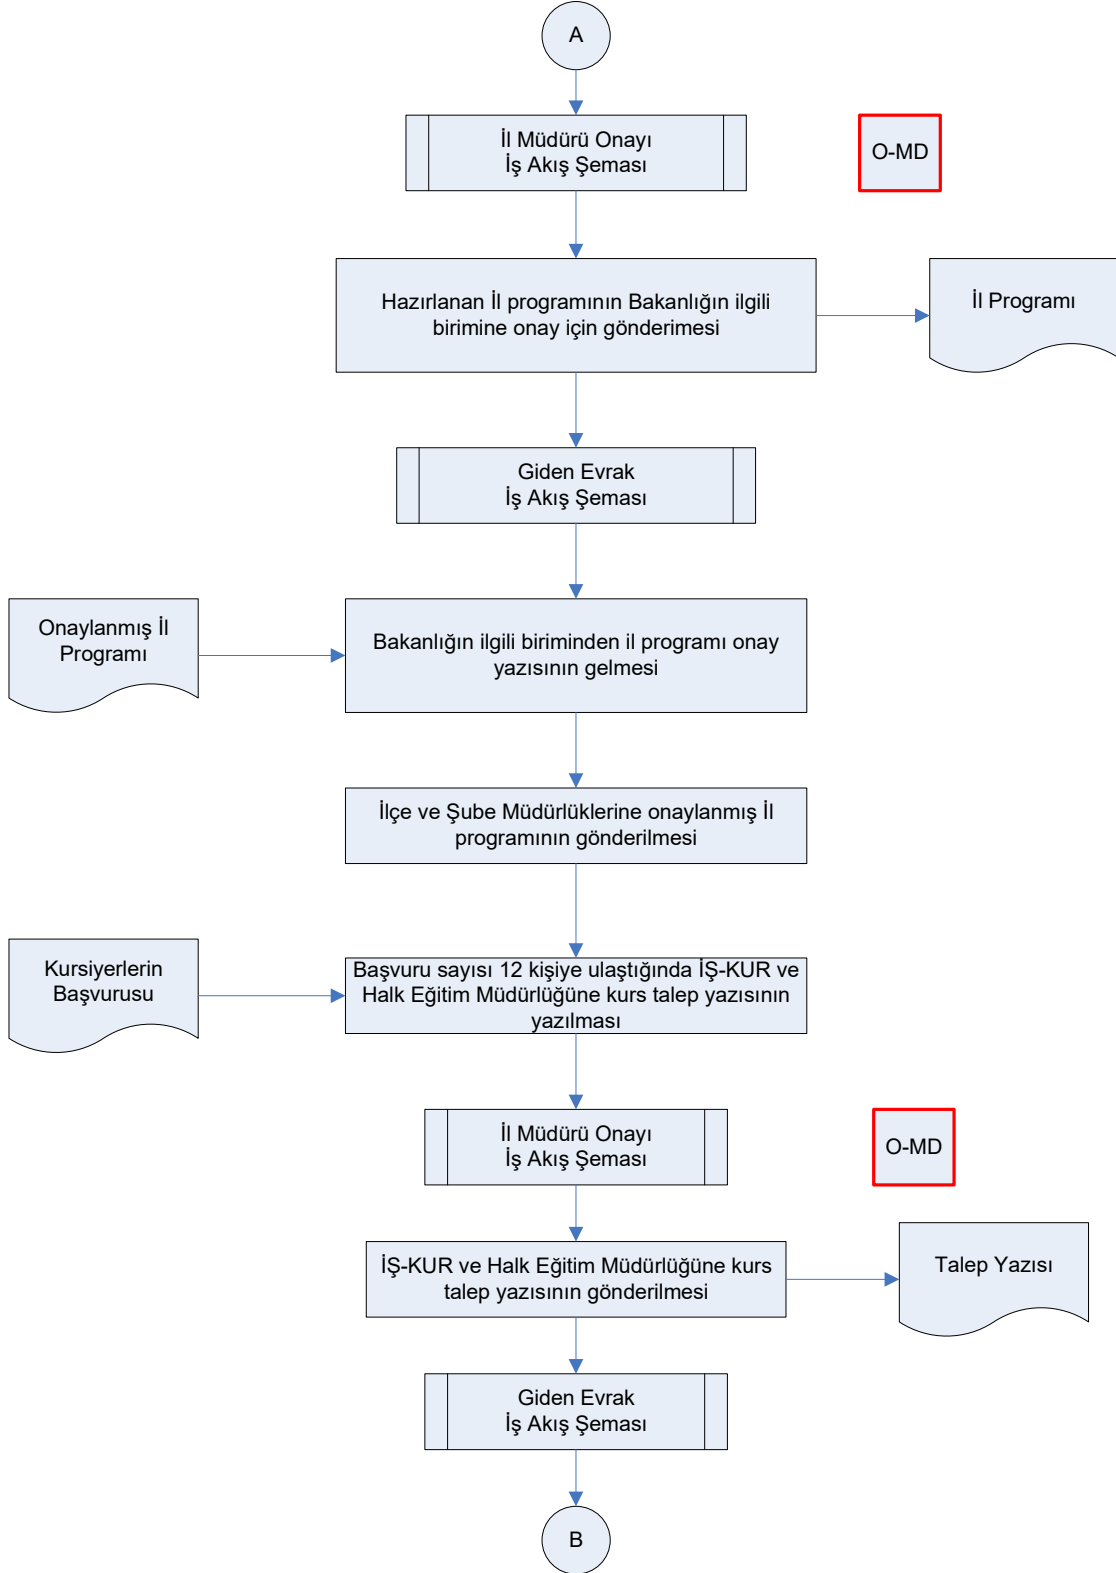 A
İl Müdürü Onayı
İş Akış Şeması
O-MD
Hazırlanan İl programının Bakanlığın ilgili
birimine onay için gönderimesi
İl Programı
Giden Evrak
İş Akış Şeması
Onaylanmış İl
Programı
Bakanlığın ilgili biriminden il programı onay
yazısının gelmesi
İlçe ve Şube Müdürlüklerine onaylanmış İl
programının gönderilmesi
Kursiyerlerin
Başvurusu
Başvuru sayısı 12 kişiye ulaştığında İŞ-KUR ve
Halk Eğitim Müdürlüğüne kurs talep yazısının
yazılması
İl Müdürü Onayı
İş Akış Şeması
O-MD
İŞ-KUR ve Halk Eğitim Müdürlüğüne kurs
talep yazısının gönderilmesi
Talep Yazısı
Giden Evrak
İş Akış Şeması
B